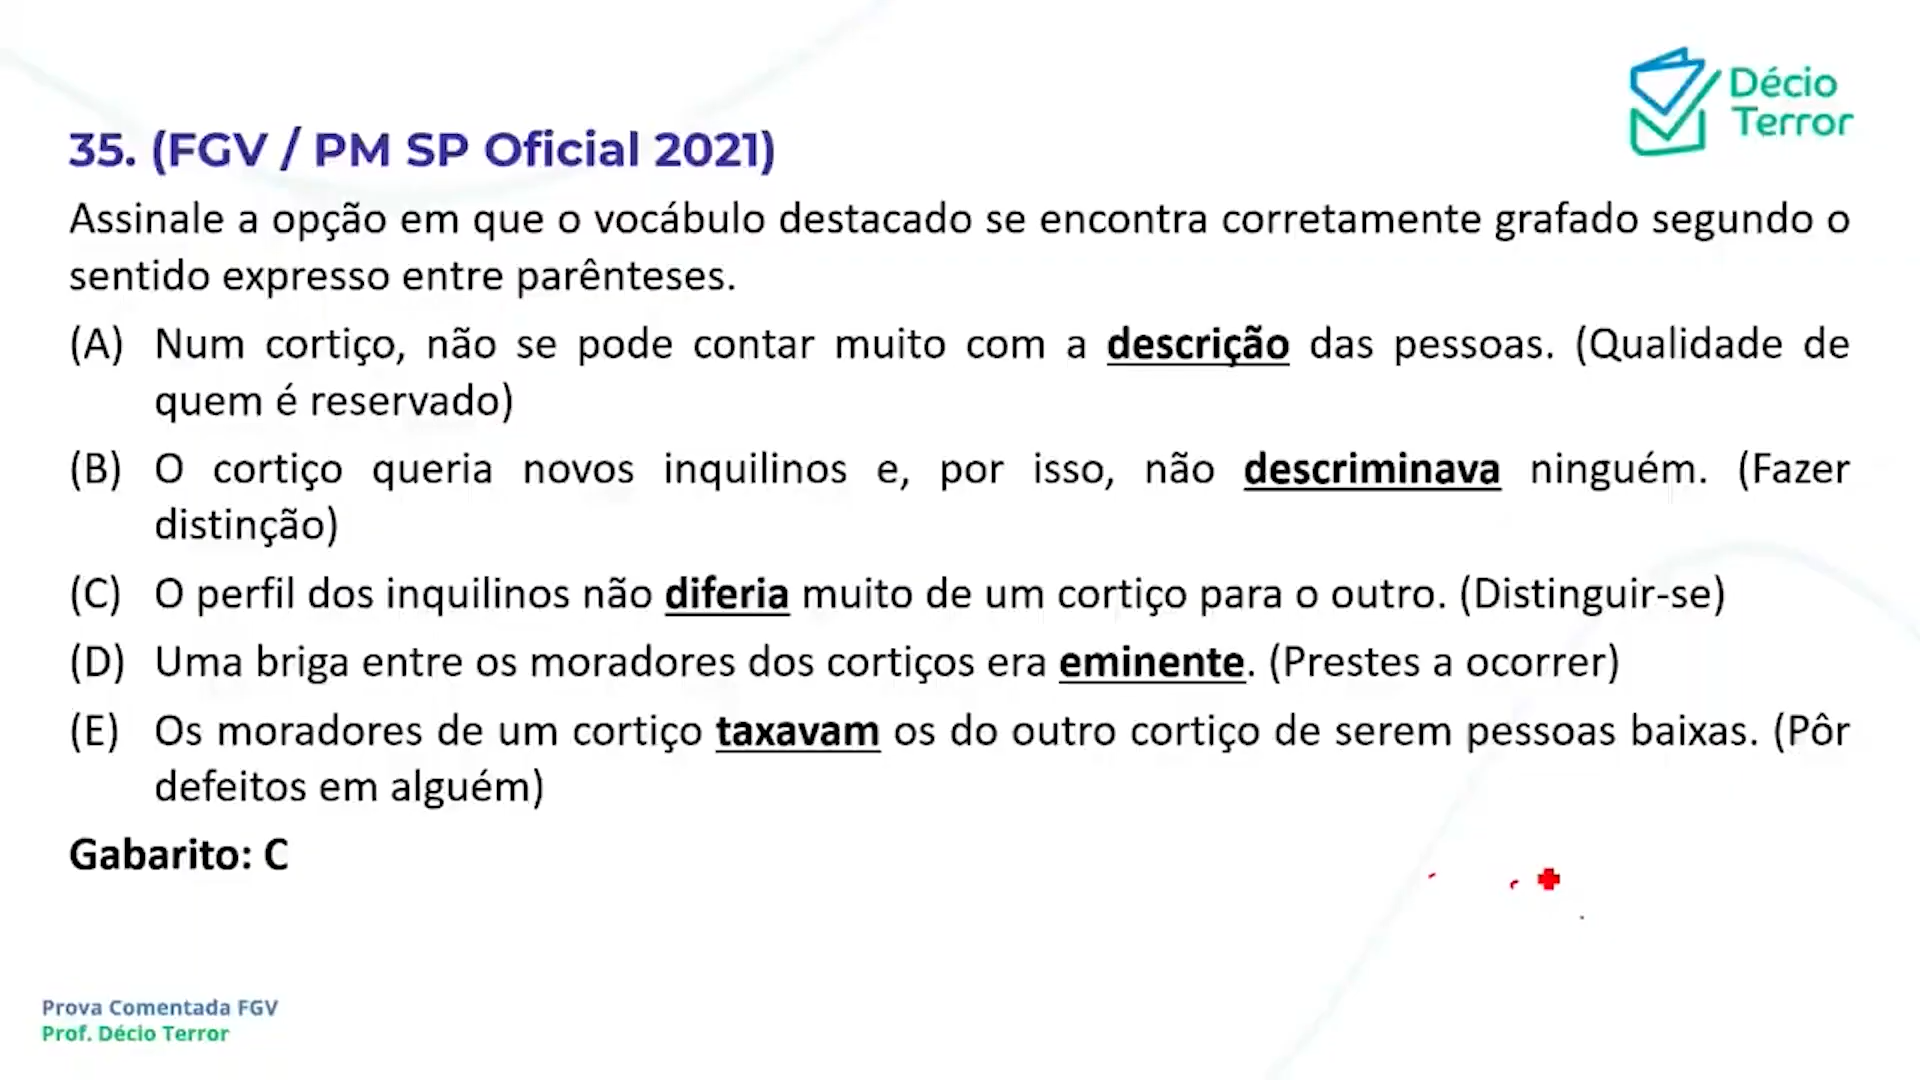 Décio
Terror
35. (FGV / PM SP Oficial 2021)
Assinale a opção em que o vocábulo destacado se encontra corretamente grafado segundo o
sentido expresso entre parênteses.
(A) Num cortiço, não se pode contar muito com a descrição das pessoas. (Qualidade de
quem é reservado)
(B) O cortiço queria novos inquilinos e, por isso, não descriminava ninguém. (Fazer
distinção)
(C) O perfil dos inquilinos não diferia muito de um cortiço para o outro. (Distinguir-se)
(D) Uma briga entre os moradores dos cortiços era eminente. (Prestes a ocorrer)
(E) Os moradores de um cortiço taxavam os do outro cortiço de serem pessoas baixas. (Pôr
defeitos em alguém)
Gabarito: C
Prova Comentada FGV
Prof. Décio Terror